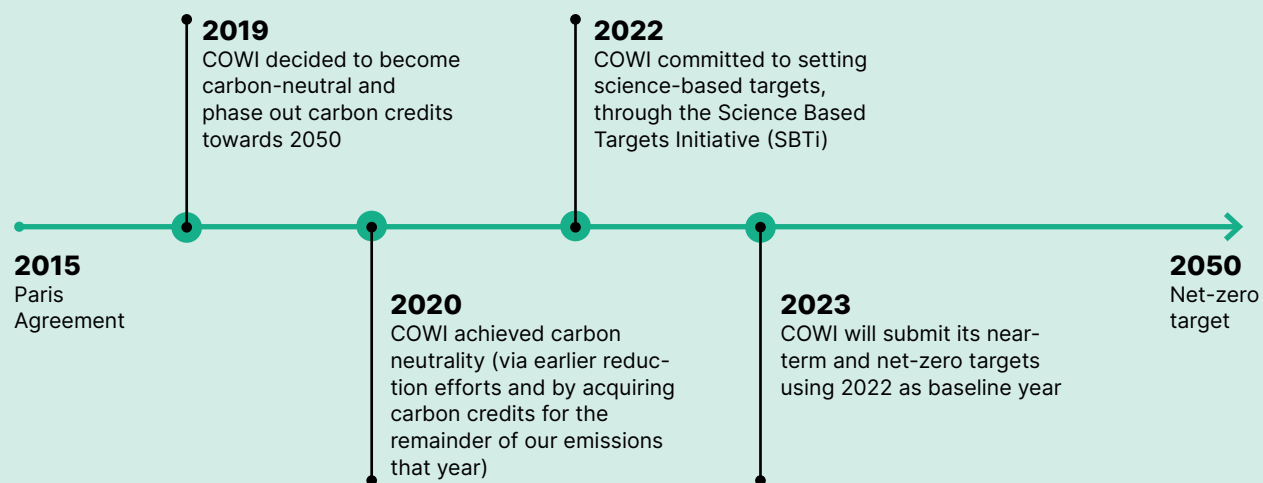 2019
COWI decided to become
carbon-neutral and
phase out carbon credits
towards 2050
2022
COWI committed to setting
science-based targets,
through the Science Based
Targets Initiative (SBTi)
2015
Paris
Agreement
2020
COWI achieved carbon
neutrality (via earlier reduc-
tion efforts and by acquiring
carbon credits for the
remainder of our emissions
that year)
2023
COWI will submit its near-
term and net-zero targets
using 2022 as baseline year
2050
Net-zero
target